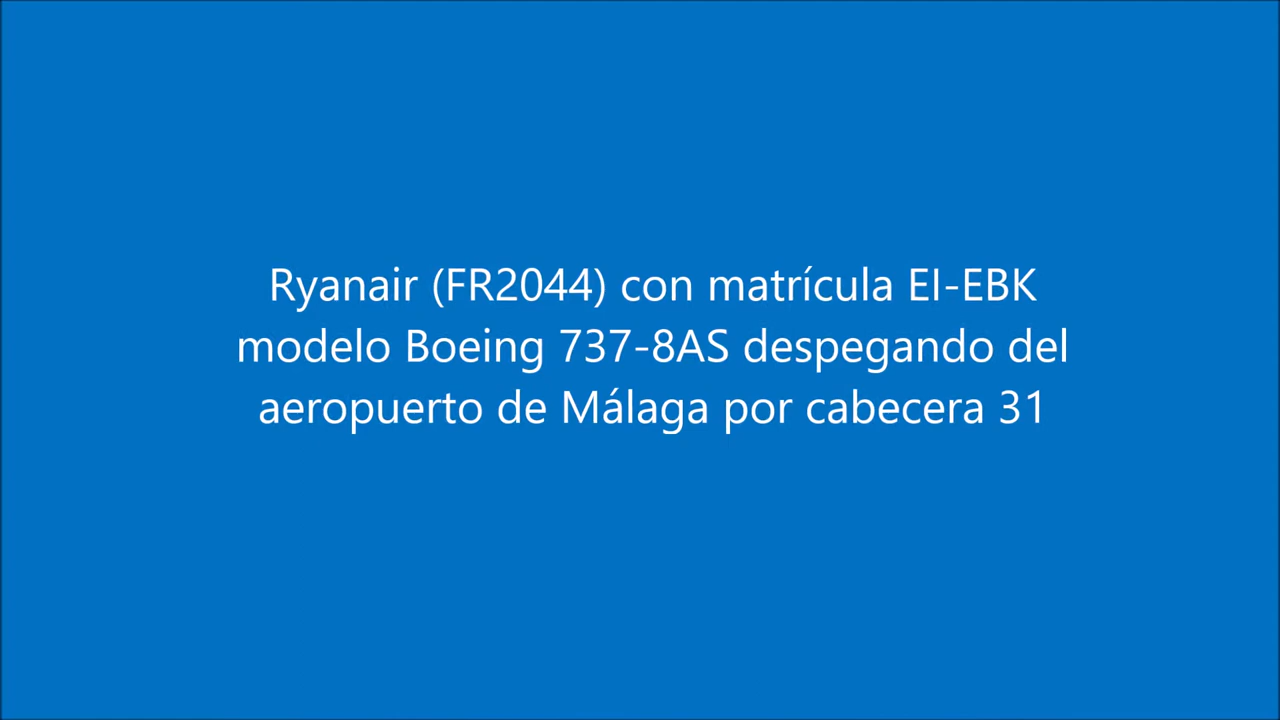 Ryanair (FR2044) con matrícula EI-EBK
modelo Boeing 737-8AS despegando del
aeropuerto de Málaga por cabecera 31